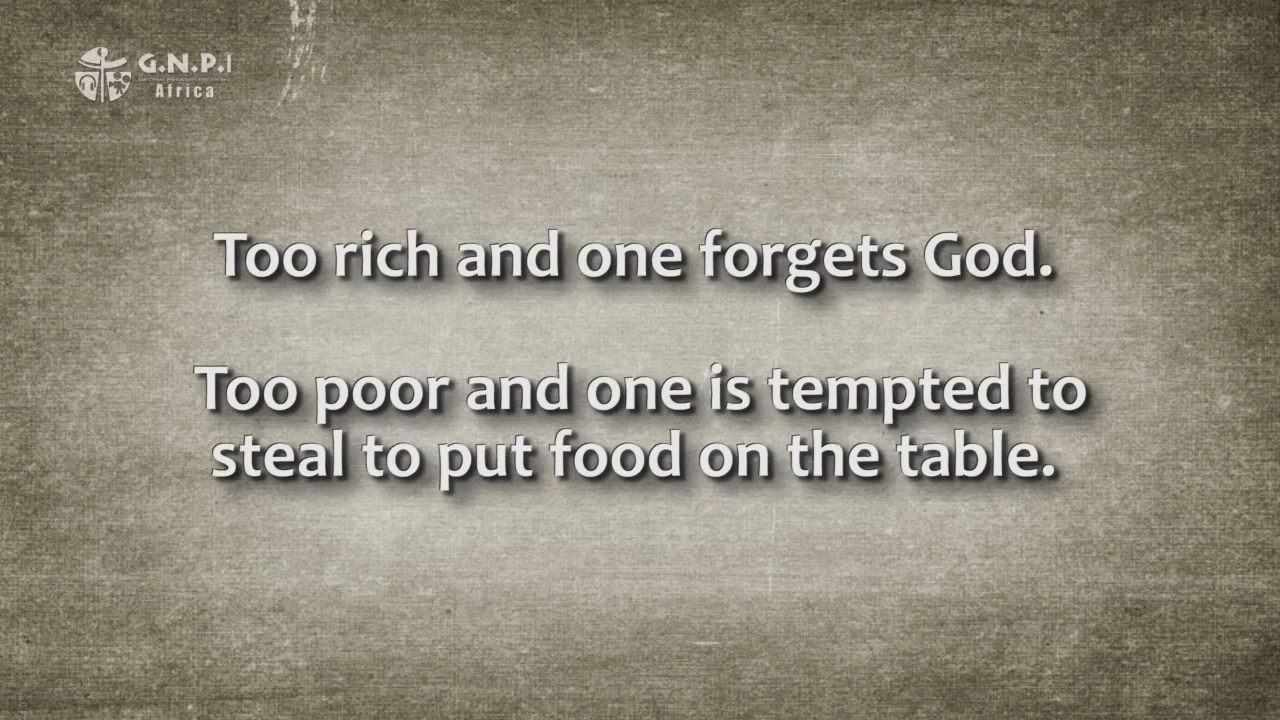 G.N.P.I
Africa
Too rich and one forgets God.
Too poor and one is tempted to
steal to put food on the table.